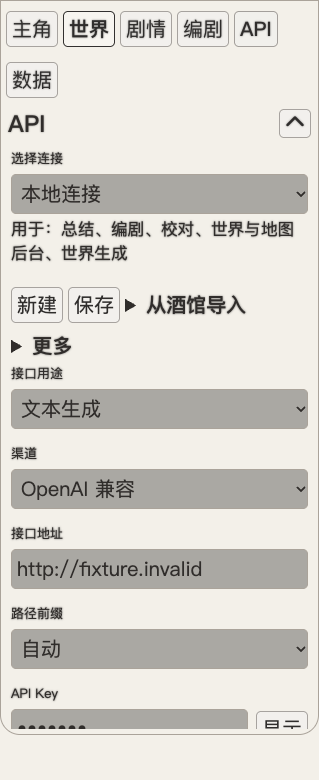 主角 世界 剧情 编剧 API
数据
API
选择连接
本地连接
用于：总结、编剧、校对、世界与地图
后台、世界生成
新建 保存 从酒馆导入
更多
接口用途
文本生成
渠道
OpenAI 兼容
接口地址
http://fixture.invalid
路径前缀
自动
API Key
••••••• 显示